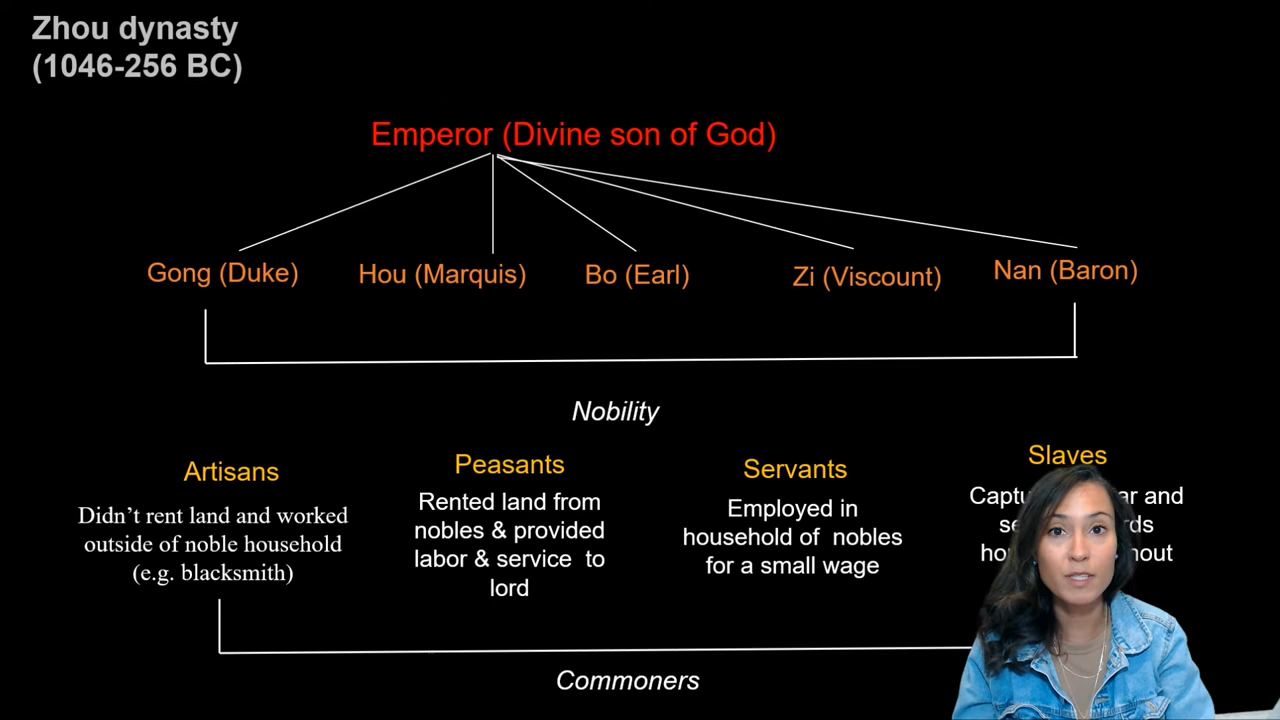 Zhou dynasty
(1046-256 BC)
Emperor (Divine son of God)
Gong (Duke)
Hou (Marquis)
Bo (Earl)
Zi (Viscount)
Nan (Baron)
Nobility
Artisans
Didn’t rent land and worked
outside of noble household
(e.g. blacksmith)
Peasants
Rented land from
nobles & provided
labor & service to
lord
Servants
Employed in
household of nobles
for a small wage
Slaves
and
Commoners